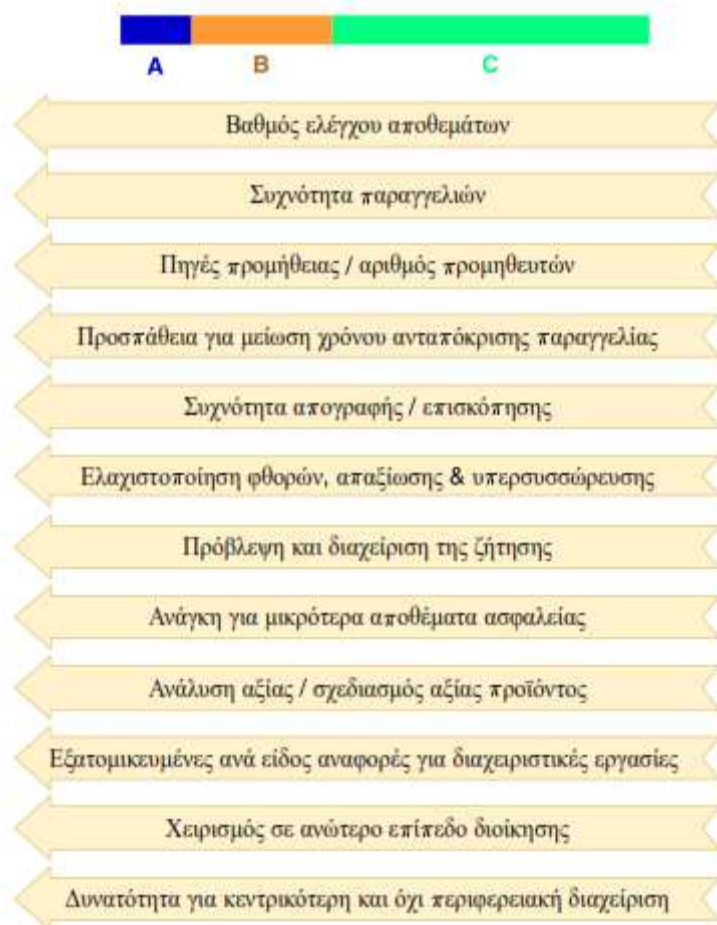 A B C
Βαθμός ελέγχου αποθεμάτων
Συχνότητα παραγγελιών
Πηγές προμήθειας / αριθμός προμηθευτών
Προσπάθεια για μείωση χρόνου ανταπόκρισης παραγγελίας
Συχνότητα απογραφής / επισκόπησης
Ελαχιστοποίηση φθορών, απαξίωσης & υπερσυσσώρευσης
Πρόβλεψη και διαχείριση της ζήτησης
Ανάγκη για μικρότερα αποθέματα ασφαλείας
Ανάλυση αξίας / σχεδιασμός αξίας προϊόντος
Εξατομικευμένες ανά είδος αναφορές για διαχειριστικές εργασίες
Χειρισμός σε ανώτερο επίπεδο διοίκησης
Δυνατότητα για κεντρικότερη και όχι περιφερειακή διαχείριση